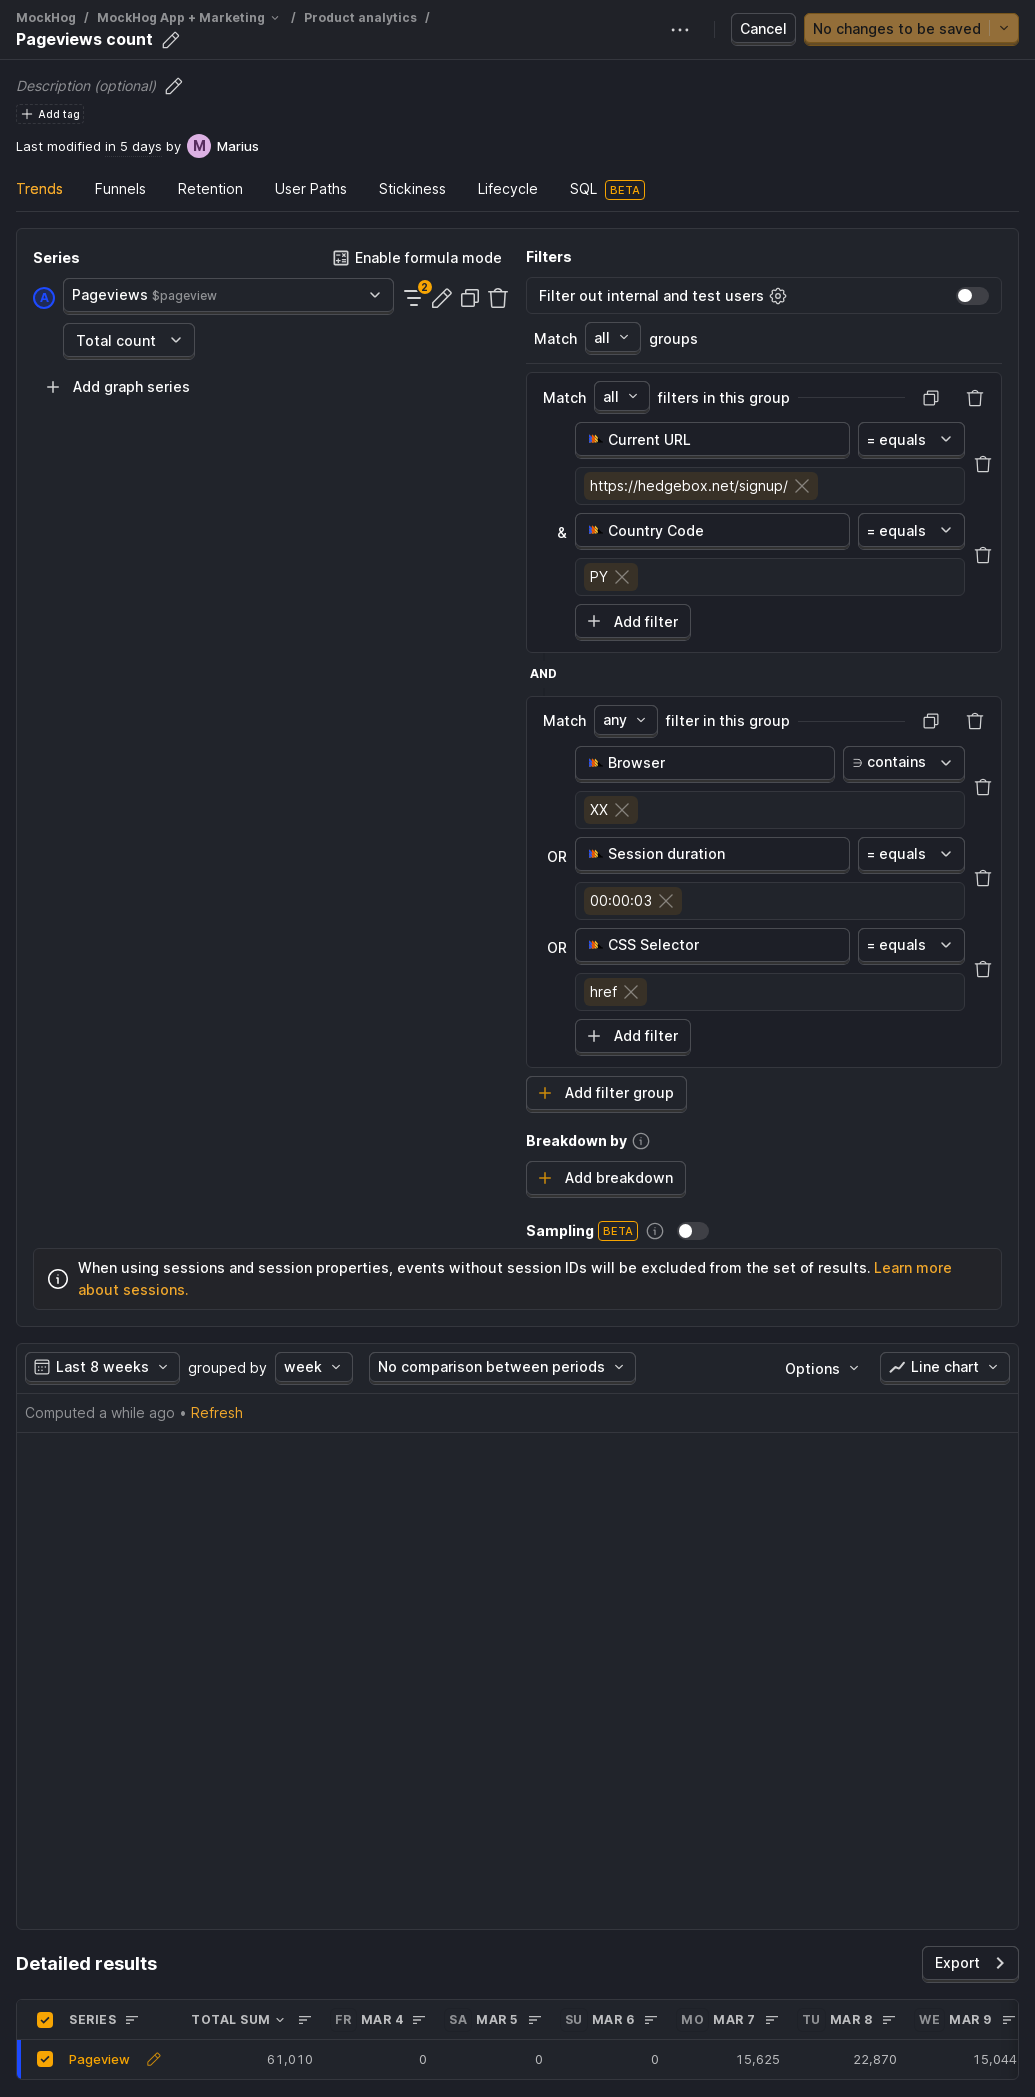 MockHog / MockHog App + Marketing / Product analytics /
Pageviews count
Cancel
No changes to be saved
Description (optional)
Add tag
Last modified in 5 days by M Marius
Trends Funnels Retention User Paths Stickiness Lifecycle SQL BETA
Series
Enable formula mode
A Pageviews $pageview
2
Total count
Add graph series
Filters
Filter out internal and test users
Match all groups
Match all filters in this group
Current URL = equals
https://hedgebox.net/signup/
& Country Code = equals
PY
Add filter
AND
Match any filter in this group
Browser ∋ contains
XX
OR Session duration = equals
00:00:03
OR CSS Selector = equals
href
Add filter
Add filter group
Breakdown by
Add breakdown
Sampling BETA
When using sessions and session properties, events without session IDs will be excluded from the set of results. Learn more
about sessions.
Last 8 weeks grouped by week No comparison between periods Options Line chart
Computed a while ago • Refresh
Detailed results
Export
SERIES TOTAL SUM FR MAR 4 SA MAR 5 SU MAR 6 MO MAR 7 TU MAR 8 WE MAR 9
Pageview 61,010 0 0 0 15,625 22,870 15,044